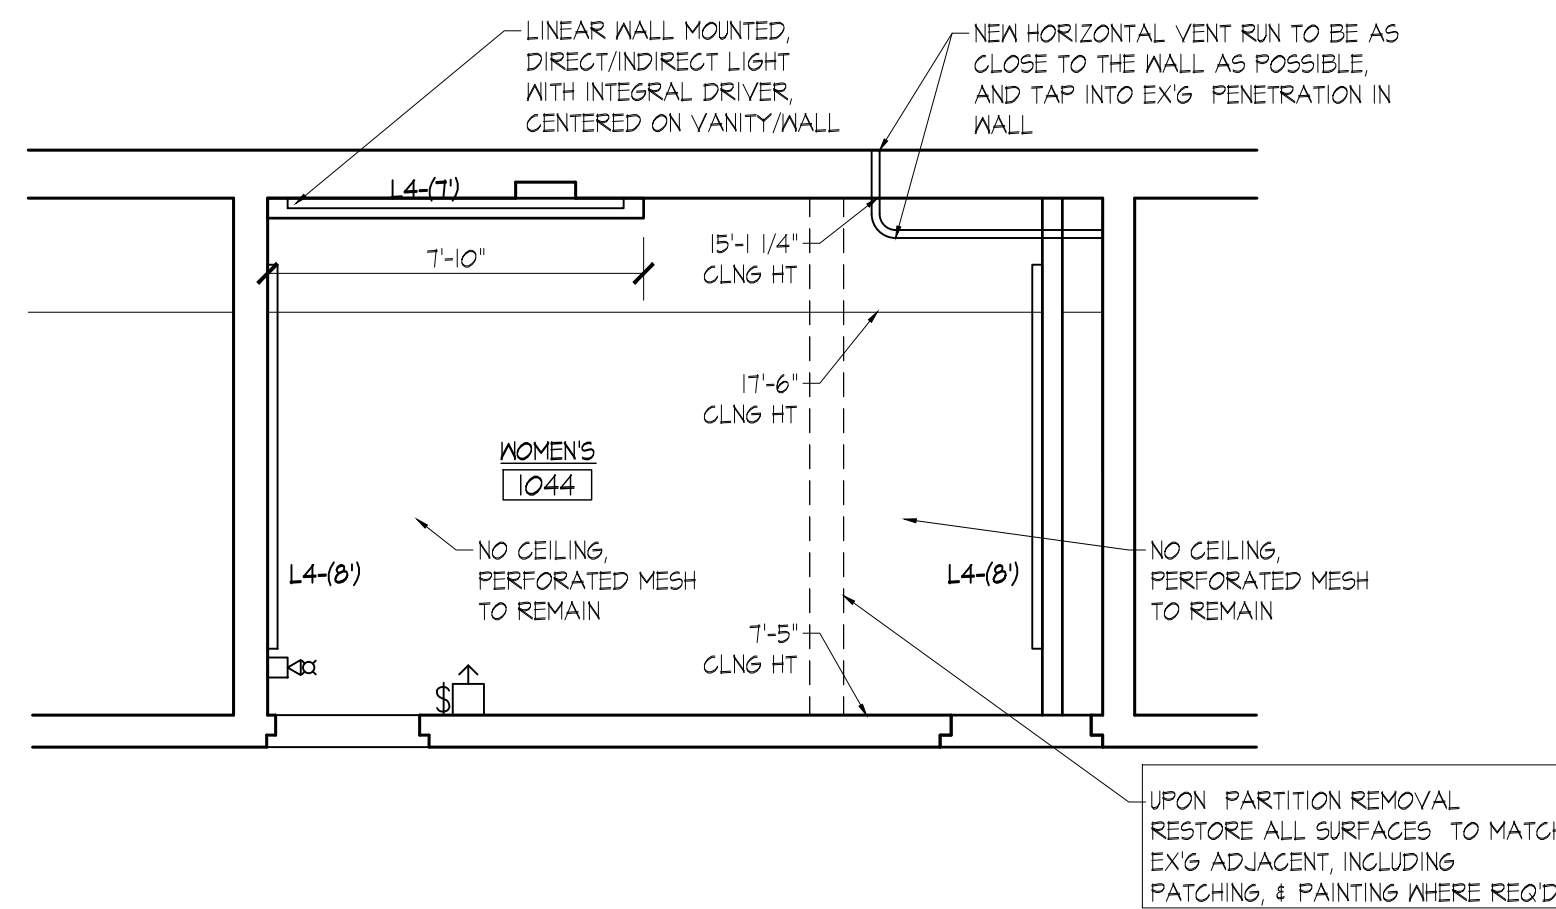 LINEAR WALL MOUNTED,
DIRECT/INDIRECT LIGHT
WITH INTEGRAL DRIVER,
CENTERED ON VANITY/WALL
NEW HORIZONTAL VENT RUN TO BE AS
CLOSE TO THE WALL AS POSSIBLE,
AND TAP INTO EX'G PENETRATION IN
WALL
L4-(7')
7'-10"
15'-1 1/4"
CLNG HT
17'-6"
CLNG HT
WOMEN'S
1044
NO CEILING,
PERFORATED MESH
TO REMAIN
L4-(8')
L4-(8')
NO CEILING,
PERFORATED MESH
TO REMAIN
7'-5"
CLNG HT
$
UPON PARTITION REMOVAL
RESTORE ALL SURFACES TO MATCH
EX'G ADJACENT, INCLUDING
PATCHING, & PAINTING WHERE REQ'D